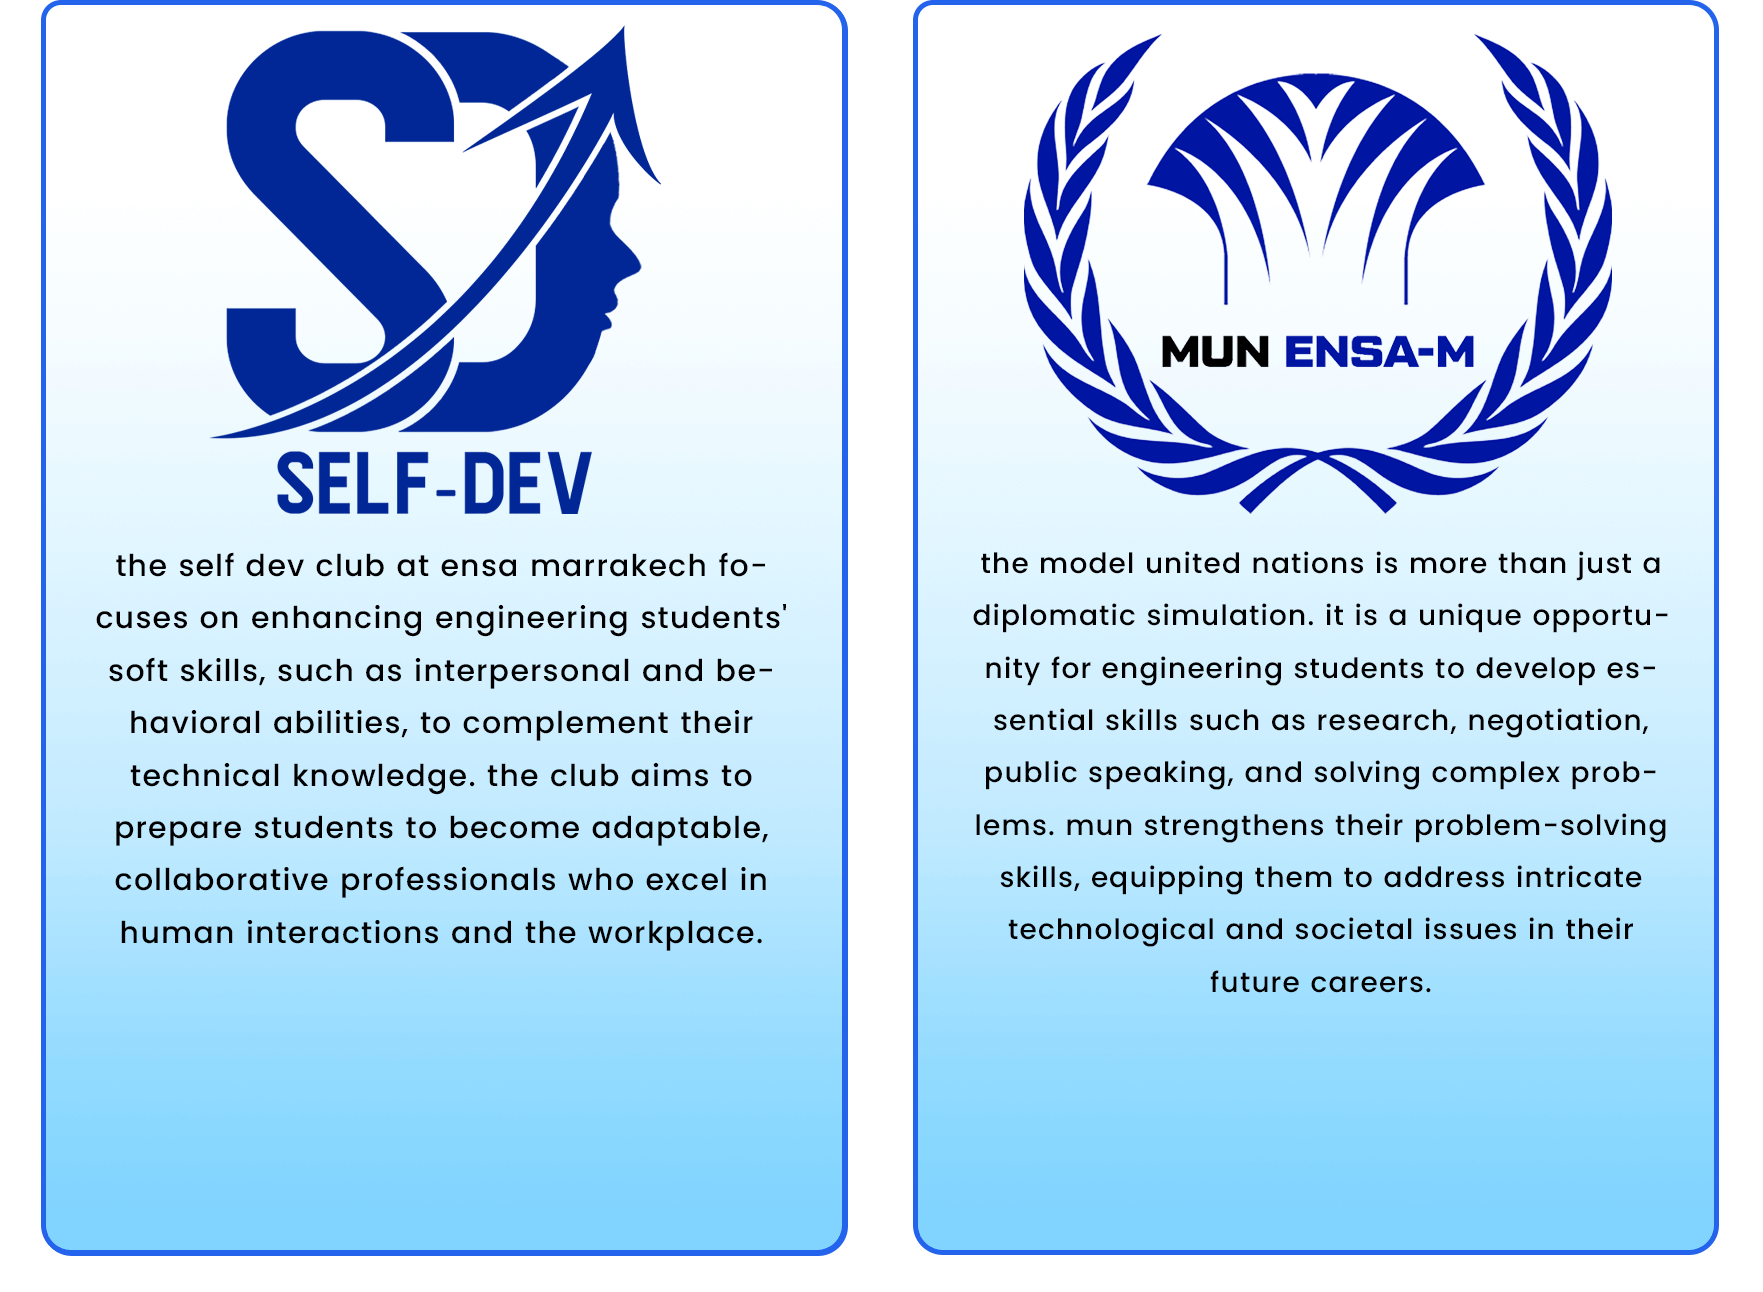 SELF-DEV
the self dev club at ensa marrakech fo-
cuses on enhancing engineering students'
soft skills, such as interpersonal and be-
havioral abilities, to complement their
technical knowledge. the club aims to
prepare students to become adaptable,
collaborative professionals who excel in
human interactions and the workplace.
MUN ENSA-M
the model united nations is more than just a
diplomatic simulation. it is a unique opportu-
nity for engineering students to develop es-
sential skills such as research, negotiation,
public speaking, and solving complex prob-
lems. mun strengthens their problem-solving
skills, equipping them to address intricate
technological and societal issues in their
future careers.